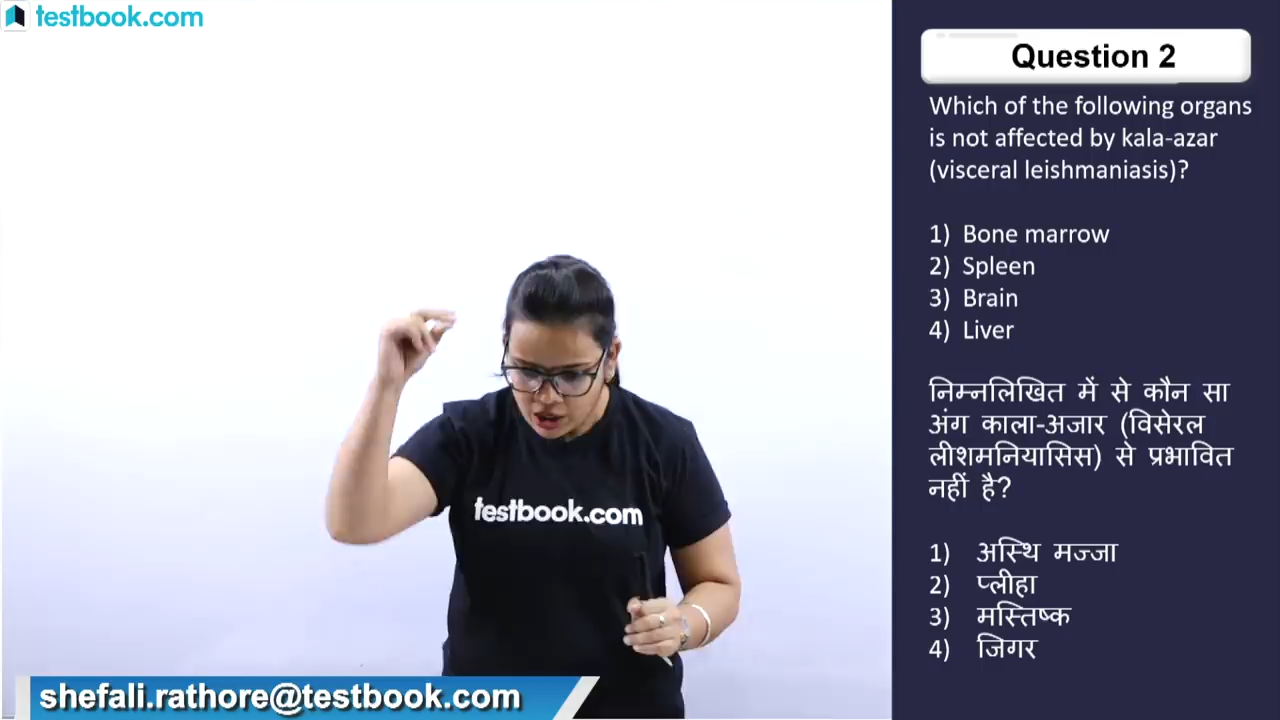 testbook.com
Question 2
Which of the following organs
is not affected by kala-azar
(visceral leishmaniasis)?
1) Bone marrow
2) Spleen
3) Brain
4) Liver
निम्नलिखित में से कौन सा
अंग काला-अजार (विसेरल
लीशमनियासिस) से प्रभावित
नहीं है?
1) अस्थि मज्जा
2) प्लीहा
3) मस्तिष्क
4) जिगर
testbook.com
shefali.rathore@testbook.com